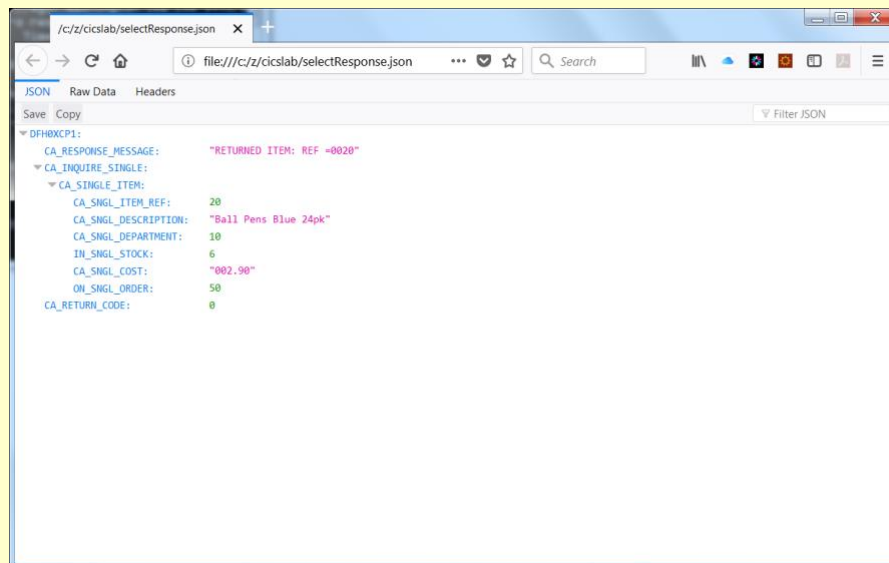 /c:/z/cicslab/selectResponse.json
file:///c:/z/cicslab/selectResponse.json
Search
JSON Raw Data Headers
Save Copy
Filter JSON
DFH0XCP1:
CA_RESPONSE_MESSAGE: "RETURNED ITEM: REF =0020"
CA_INQUIRE_SINGLE:
CA_SINGLE_ITEM:
CA_SNGL_ITEM_REF: 20
CA_SNGL_DESCRIPTION: "Ball Pens Blue 24pk"
CA_SNGL_DEPARTMENT: 10
IN_SNGL_STOCK: 6
CA_SNGL_COST: "002.90"
ON_SNGL_ORDER: 50
CA_RETURN_CODE: 0